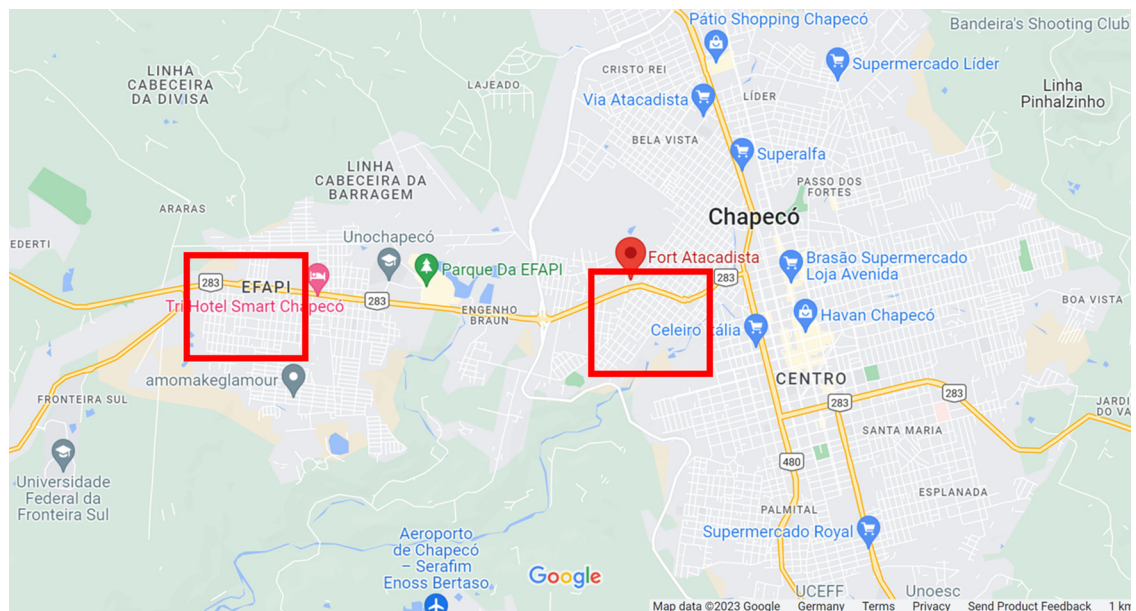 Pátio Shopping Chapecó
Bandeira's Shooting Club
LINHA
CABECEIRA
DA DIVISA
CRISTO REI
LAJEADO
Supermercado Líder
Linha
Pinhalzinho
Via Atacadista
LÍDER
BELA VISTA
Superalfa
LINHA
CABECEIRA DA
BARRAGEM
PASSO DOS
FORTES
ARARAS
Chapecó
EDERTI
Unochapecó
Fort Atacadista
Brasão Supermercado
Loja Avenida
Parque Da EFAPI
283
283
EFAPI
283
BOA VISTA
Tri Hotel Smart Chapecó
ENGENHO
BRAUN
Havan Chapecó
Celeiro Itália
amomakeglamour
CENTRO
FRONTEIRA SUL
283
JARDI
DO VA
SANTA MARIA
480
Universidade
Federal da
Fronteira Sul
ESPLANADA
PALMITAL
Supermercado Royal
Aeroporto
de Chapecó
– Serafim
Enoss Bertaso
Google
UCEFF
Unoesc
Map data ©2023 Google Germany Terms Privacy Send Product Feedback 1 km